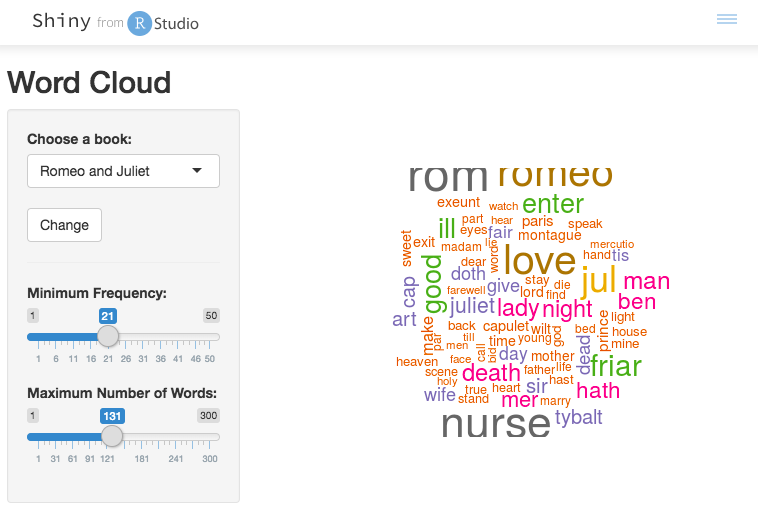 Shiny from R Studio
Word Cloud
Choose a book:
Romeo and Juliet
Change
Minimum Frequency:
1 21 50
1 6 11 16 21 26 31 36 41 46 50
Maximum Number of Words:
1 131 300
1 31 61 91 121 181 241 300
rom romeo
exeunt watch enter
part hear paris speak
ill eyes fair montague
sweet exit madam life mercutio
words love hand tis
dear
good doth stay jul man
cap farewell give lord find die
juliet lady night ben
art make back capulet wilt god bed prince light
par till time young house
men call bid day mother dead mine
heaven face friar
scene death father life
holy true heart sir hast hath
wife stand mer marry
nurse tybalt